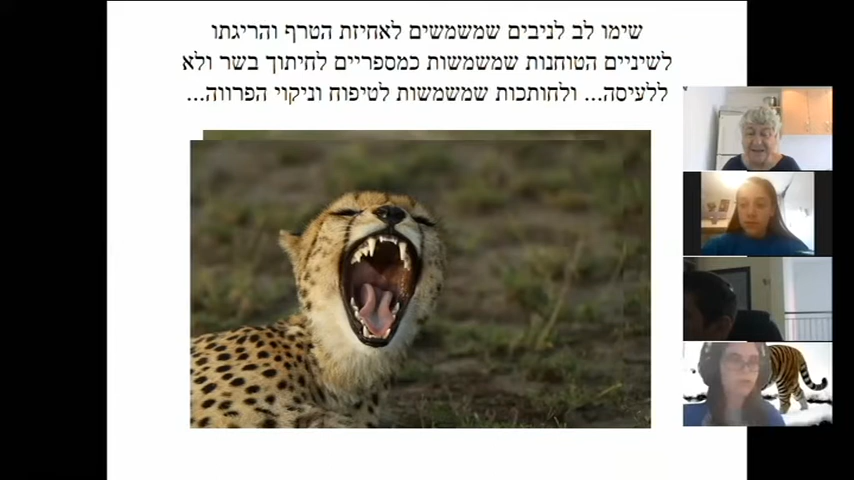 שימו לב לניבים שמשמשים לאחיזת הטרף והריגתו
לשיניים הטוחנות שמשמשות כמספריים לחיתוך בשר ולא
ללעיסה... ולחותכות שמשמשות לטיפוח וניקוי הפרווה...